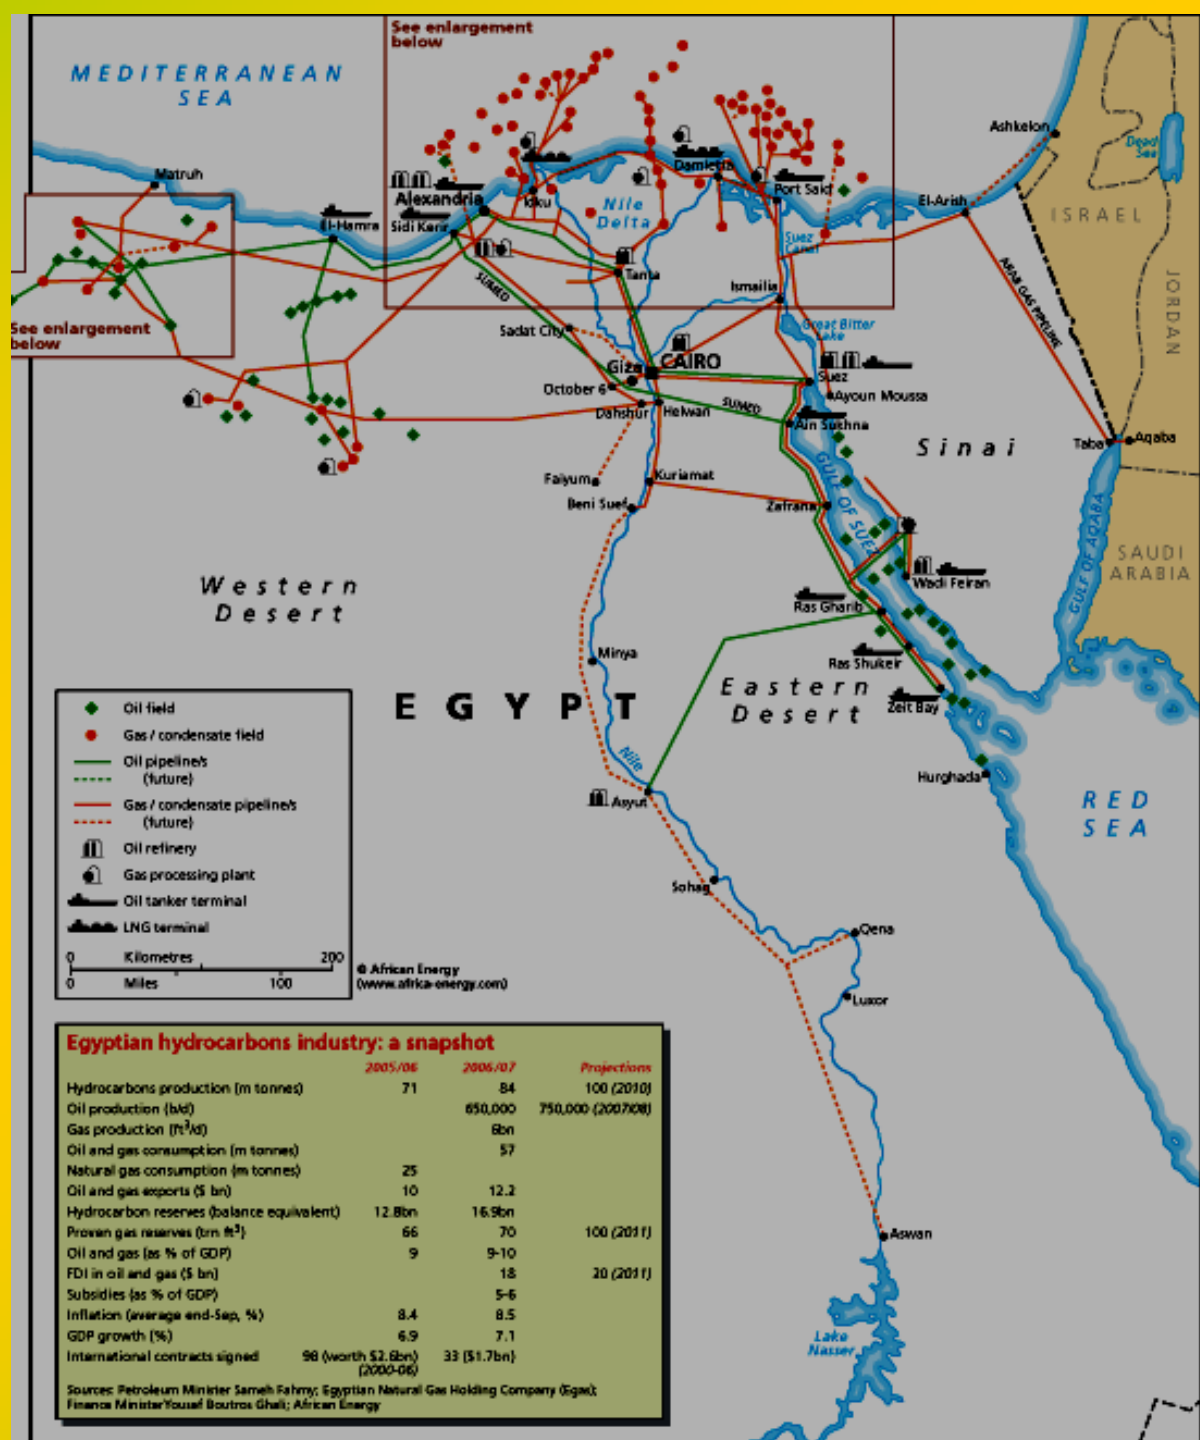 See enlargement
below
MEDITERRANEAN
SEA
Ashkelon
Dead
Sea
Matruh
Damietta
Alexandria
Idku
Port Said
El-Arish
Nile
Delta
ISRAEL
El-Hamra
Sidi Kerir
Suez
Canal
Tanta
SUMED
Ismailia
ARAB GAS PIPELINE
JORDAN
See enlargement
below
Sadat City
Great Bitter
Lake
Giza
CAIRO
Suez
October 6
Ayoun Moussa
Dahshur
Helwan
SUMED
Ain Sukhna
Sinai
Taba
Aqaba
Faiyum
Kuriamat
Beni Suef
Zafrana
GULF OF SUEZ
GULF OF AQABA
SAUDI
ARABIA
Western
Desert
Wadi Feiran
Ras Gharib
Minya
Ras Shukeir
EGYPT
Eastern
Desert
Zeit Bay
Nile
Hurghada
RED
SEA
Asyut
Sohag
Qena
Luxor
Aswan
Lake
Nasser
Oil field
Gas / condensate field
Oil pipeline/s
(future)
Gas / condensate pipeline/s
(future)
Oil refinery
Gas processing plant
Oil tanker terminal
LNG terminal
0 Kilometres 200
0 Miles 100
© African Energy
(www.africa-energy.com)
Egyptian hydrocarbons industry: a snapshot
2005/06 2006/07 Projections
Hydrocarbons production (m tonnes) 71 84 100 (2010)
Oil production (b/d) 650,000 750,000 (2007/08)
Gas production (ft³/d) 6bn
Oil and gas consumption (m tonnes) 57
Natural gas consumption (m tonnes) 25
Oil and gas exports ($ bn) 10 12.2
Hydrocarbon reserves (balance equivalent) 12.8bn 16.9bn
Proven gas reserves (trn ft³) 66 70 100 (2011)
Oil and gas (as % of GDP) 9 9-10
FDI in oil and gas ($ bn) 18 20 (2011)
Subsidies (as % of GDP) 5-6
Inflation (average end-Sep, %) 8.4 8.5
GDP growth (%) 6.9 7.1
International contracts signed 98 (worth $2.6bn) 33 ($1.7bn)
(2000-06)
Sources: Petroleum Minister Sameh Fahmy; Egyptian Natural Gas Holding Company (Egas);
Finance Minister Youssef Boutros Ghali; African Energy